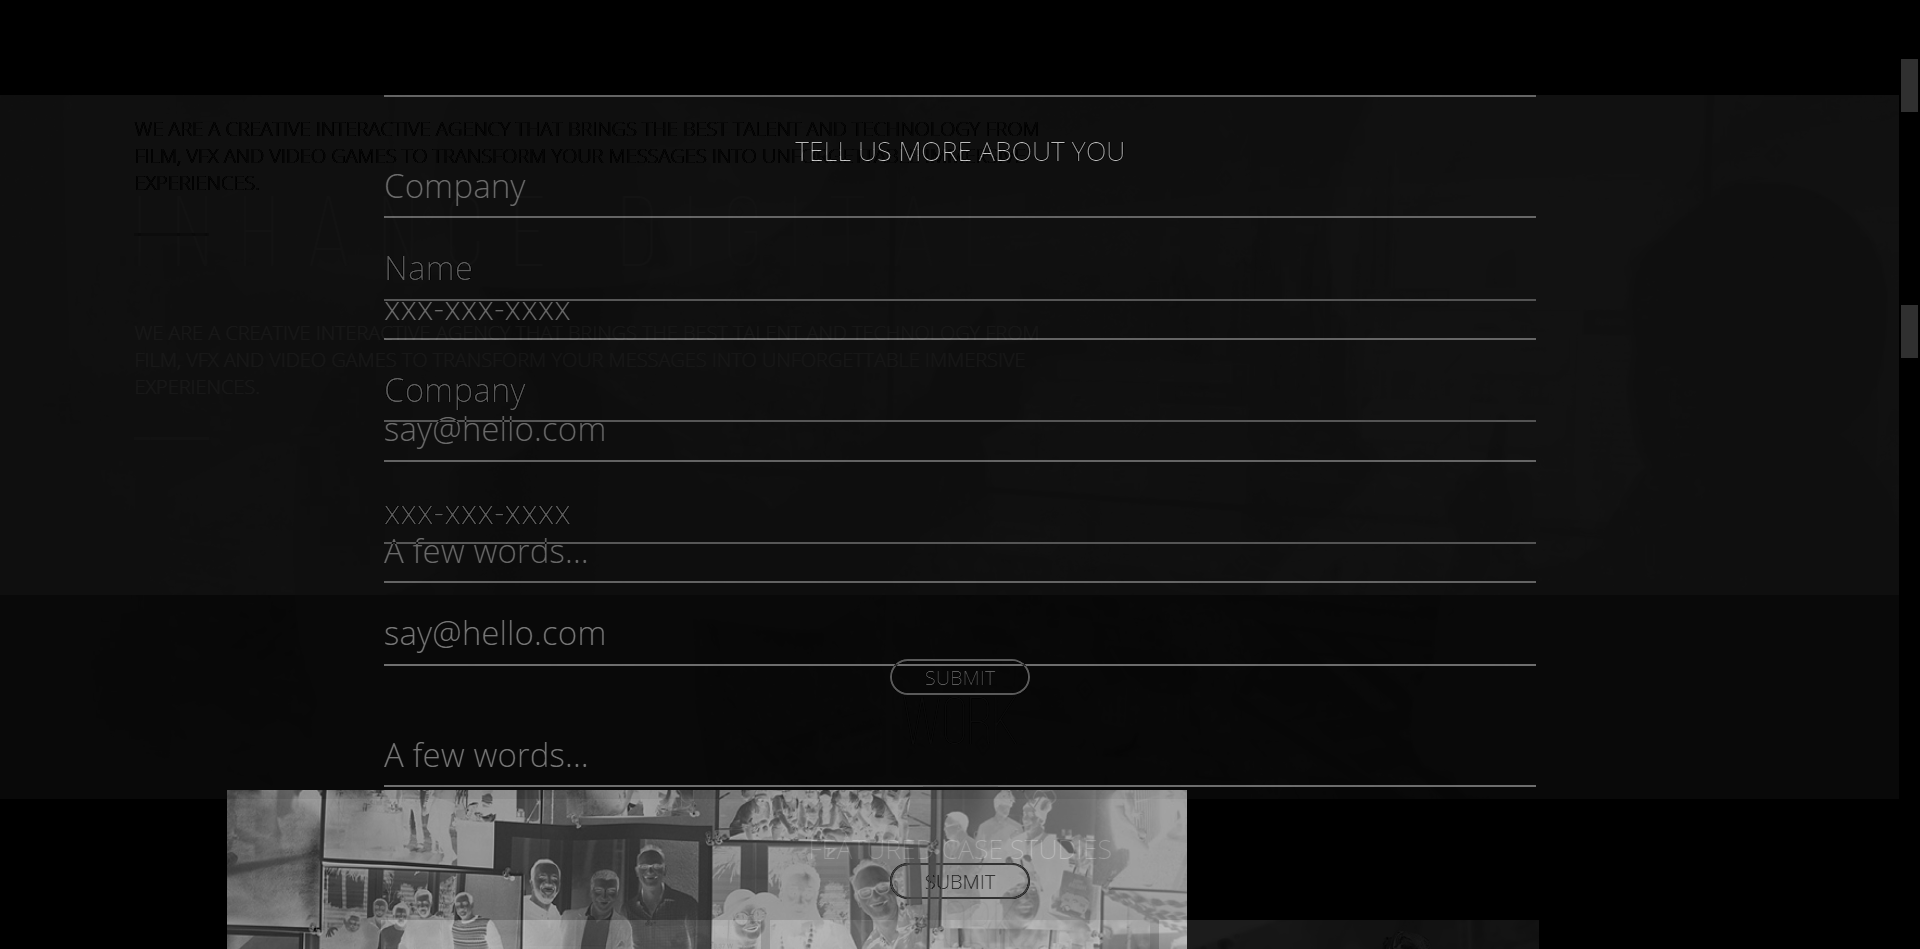 WE ARE A CREATIVE INTERACTIVE AGENCY THAT BRINGS THE BEST TALENT AND TECHNOLOGY FROM
FILM, VFX AND VIDEO GAMES TO TRANSFORM YOUR MESSAGES INTO
EXPERIENCES.
TELL US MORE ABOUT YOU
Company
Name
xxx-xxx-xxxx
WE ARE A CREATIVE INTERACTIVE AGENCY THAT BRINGS THE BEST TALENT AND TECHNOLOGY FROM
FILM, VFX AND VIDEO GAMES TO TRANSFORM YOUR MESSAGES INTO UNFORGETTABLE IMMERSIVE
EXPERIENCES.
Company
say@hello.com
xxx-xxx-xxxx
A few words...
say@hello.com
SUBMIT
A few words...
FEATURED CASE STUDIES
SUBMIT